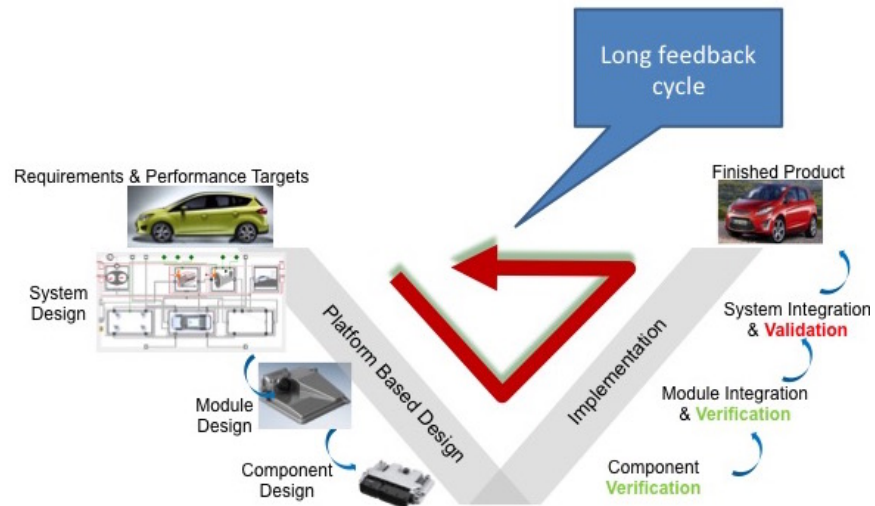 Long feedback
cycle
Requirements & Performance Targets
Finished Product
System
Design
Platform Based Design
Implementation
System Integration
& Validation
Module
Design
Module Integration
& Verification
Component
Design
Component
Verification